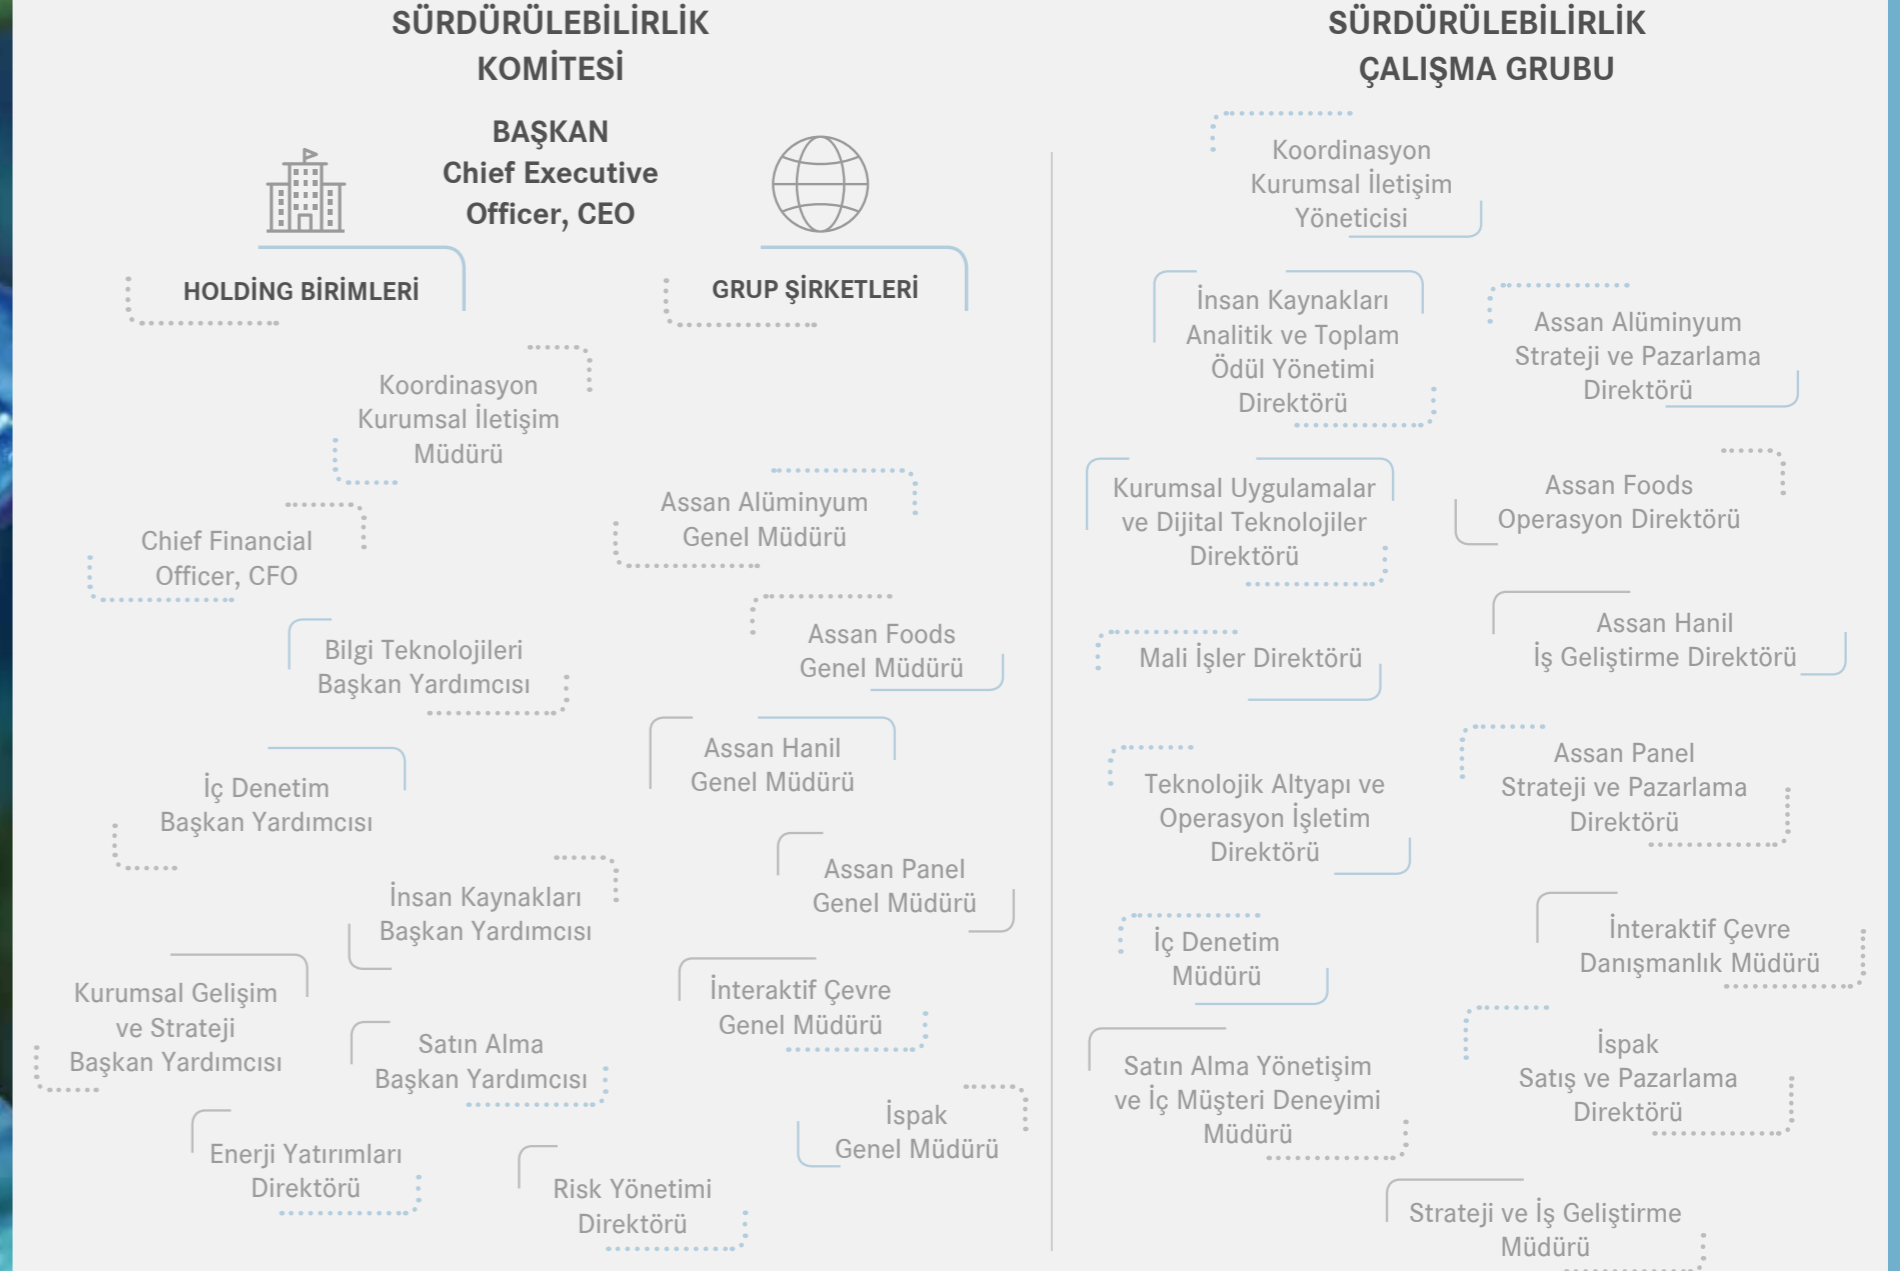 SÜRDÜRÜLEBİLİRLİK
KOMİTESİ
BAŞKAN
Chief Executive
Officer, CEO
HOLDİNG BİRİMLERİ
Koordinasyon
Kurumsal İletişim
Müdürü
Chief Financial
Officer, CFO
Bilgi Teknolojileri
Başkan Yardımcısı
İç Denetim
Başkan Yardımcısı
İnsan Kaynakları
Başkan Yardımcısı
Kurumsal Gelişim
ve Strateji
Başkan Yardımcısı
Satın Alma
Başkan Yardımcısı
Enerji Yatırımları
Direktörü
Risk Yönetimi
Direktörü
GRUP ŞİRKETLERİ
Assan Alüminyum
Genel Müdürü
Assan Foods
Genel Müdürü
Assan Hanil
Genel Müdürü
Assan Panel
Genel Müdürü
İnteraktif Çevre
Genel Müdürü
İspak
Genel Müdürü
SÜRDÜRÜLEBİLİRLİK
ÇALIŞMA GRUBU
Koordinasyon
Kurumsal İletişim
Yöneticisi
İnsan Kaynakları
Analitik ve Toplam
Ödül Yönetimi
Direktörü
Kurumsal Uygulamalar
ve Dijital Teknolojiler
Direktörü
Mali İşler Direktörü
Teknolojik Altyapı ve
Operasyon İşletim
Direktörü
İç Denetim
Müdürü
Satın Alma Yönetişim
ve İç Müşteri Deneyimi
Müdürü
Assan Alüminyum
Strateji ve Pazarlama
Direktörü
Assan Foods
Operasyon Direktörü
Assan Hanil
İş Geliştirme Direktörü
Assan Panel
Strateji ve Pazarlama
Direktörü
İnteraktif Çevre
Danışmanlık Müdürü
İspak
Satış ve Pazarlama
Direktörü
Strateji ve İş Geliştirme
Müdürü